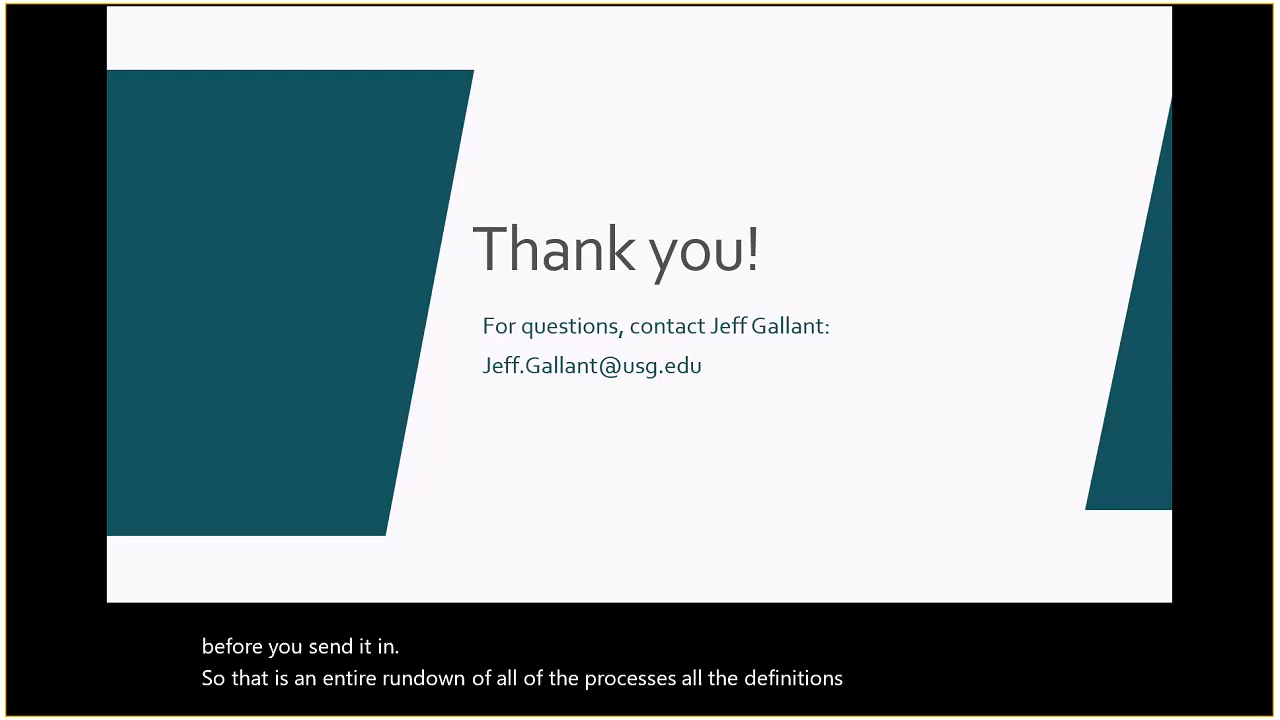 Thank you!
For questions, contact Jeff Gallant:
Jeff.Gallant@usg.edu
before you send it in.
So that is an entire rundown of all of the processes all the definitions